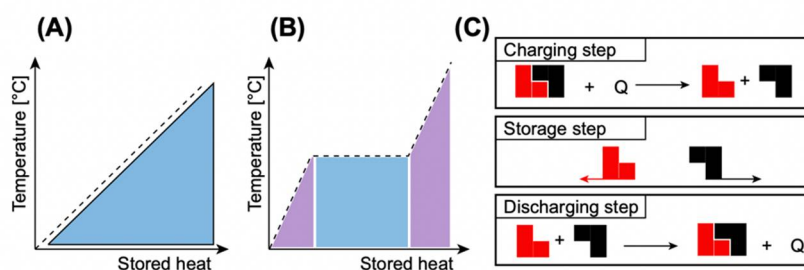 (A)
Temperature [°C]
Stored heat
(B)
Temperature [°C]
Stored heat
(C)
Charging step
+ Q +
Storage step
Discharging step
+ + Q